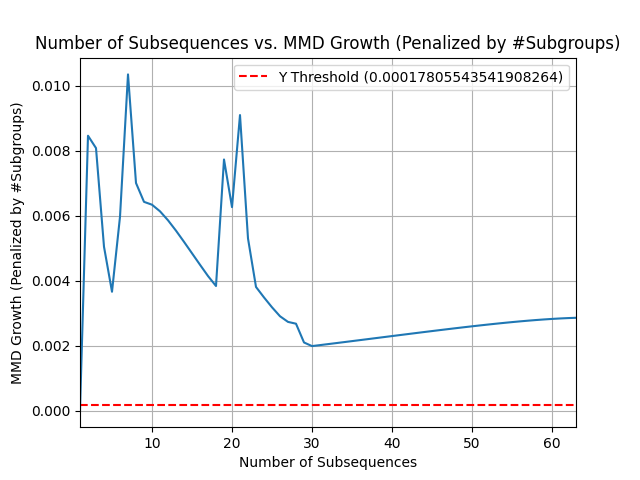 Number of Subsequences vs. MMD Growth (Penalized by #Subgroups)
Y Threshold (0.00017805543541908264)
MMD Growth (Penalized by #Subgroups)
0.010
0.008
0.006
0.004
0.002
0.000
10 20 30 40 50 60
Number of Subsequences